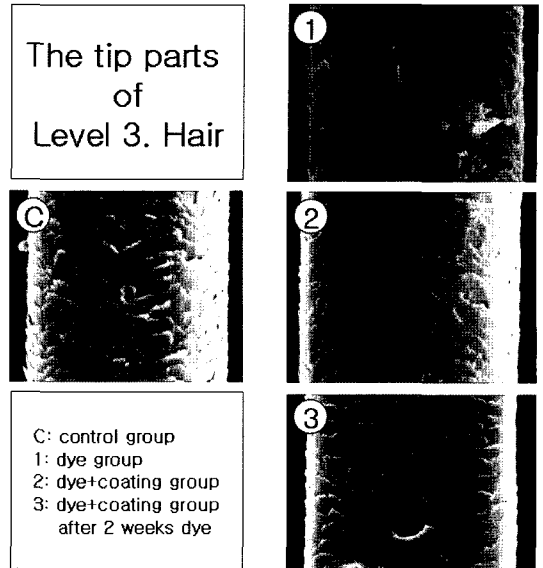 The tip parts
of
Level 3. Hair
1
C
2
C: control group
1: dye group
2: dye+coating group
3: dye+coating group
after 2 weeks dye
3